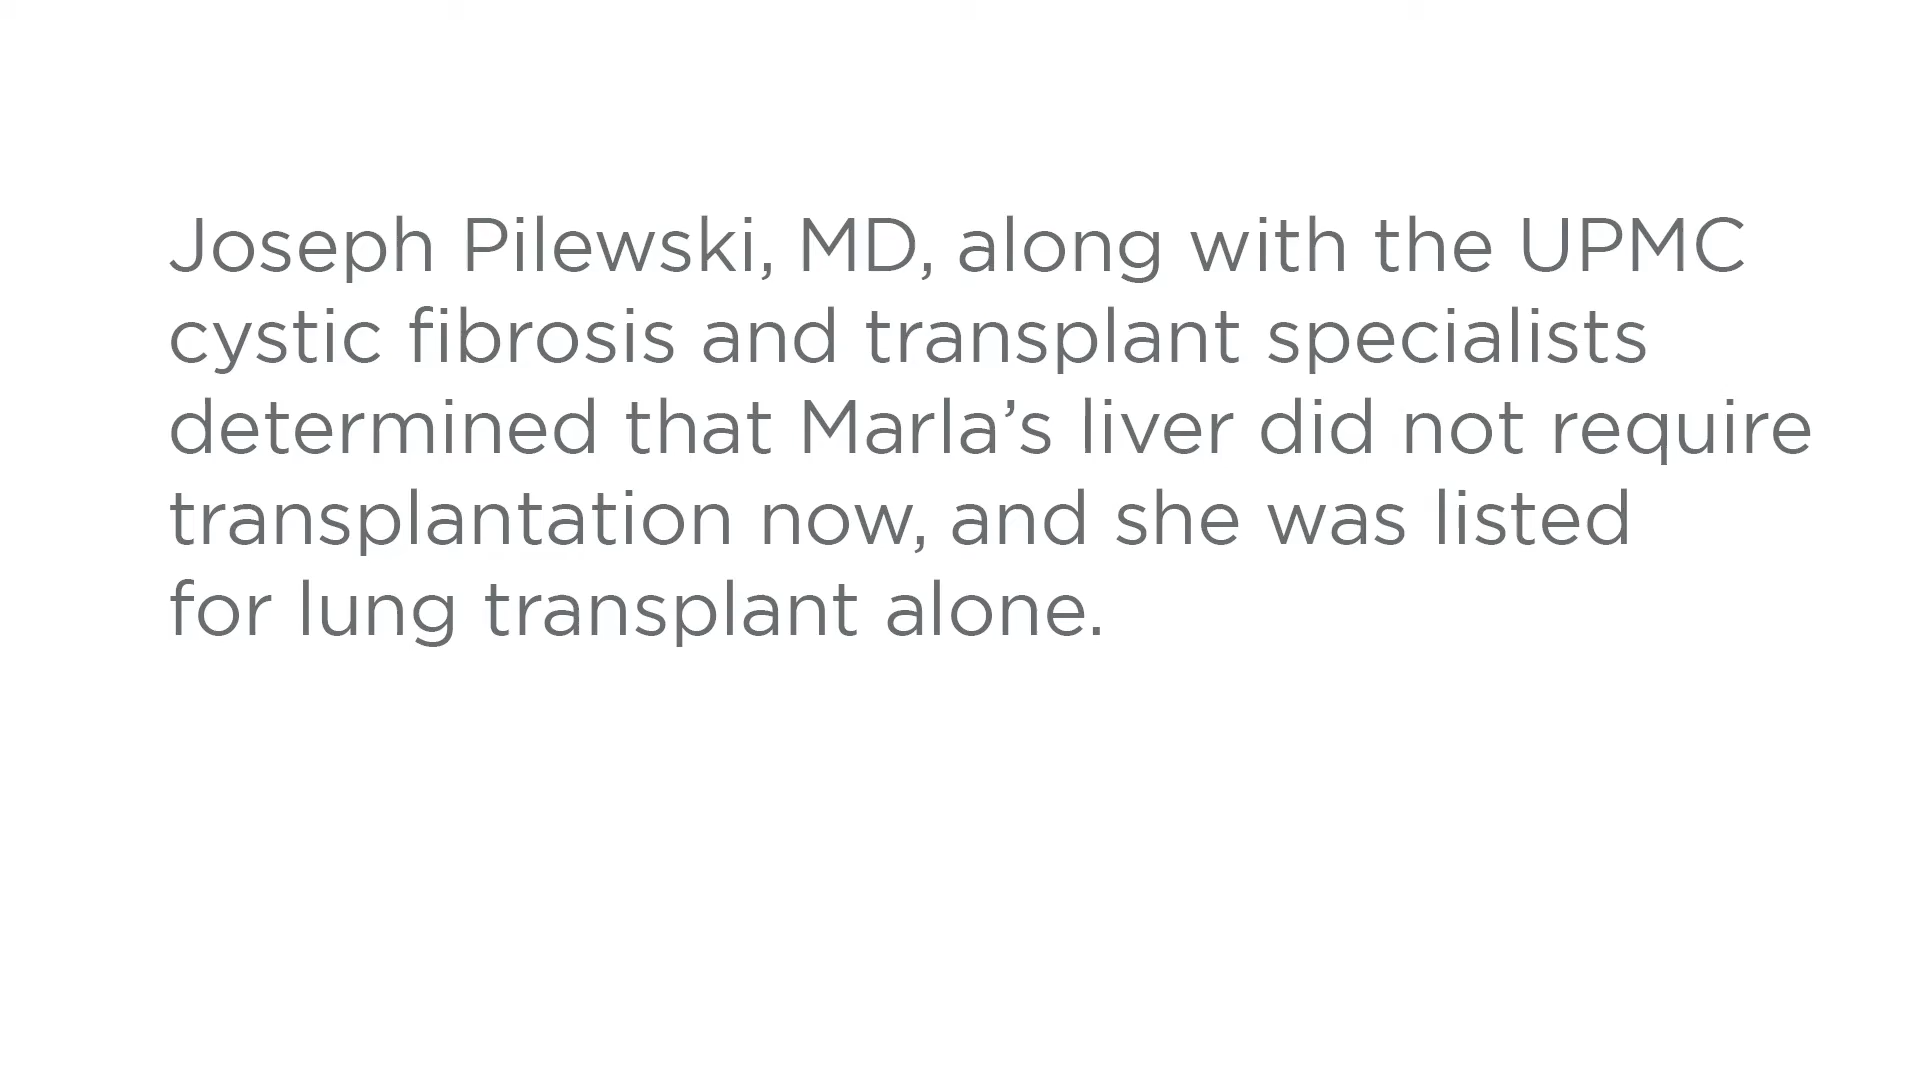 Joseph Pilewski, MD, along with the UPMC
cystic fibrosis and transplant specialists
determined that Marla’s liver did not require
transplantation now, and she was listed
for lung transplant alone.